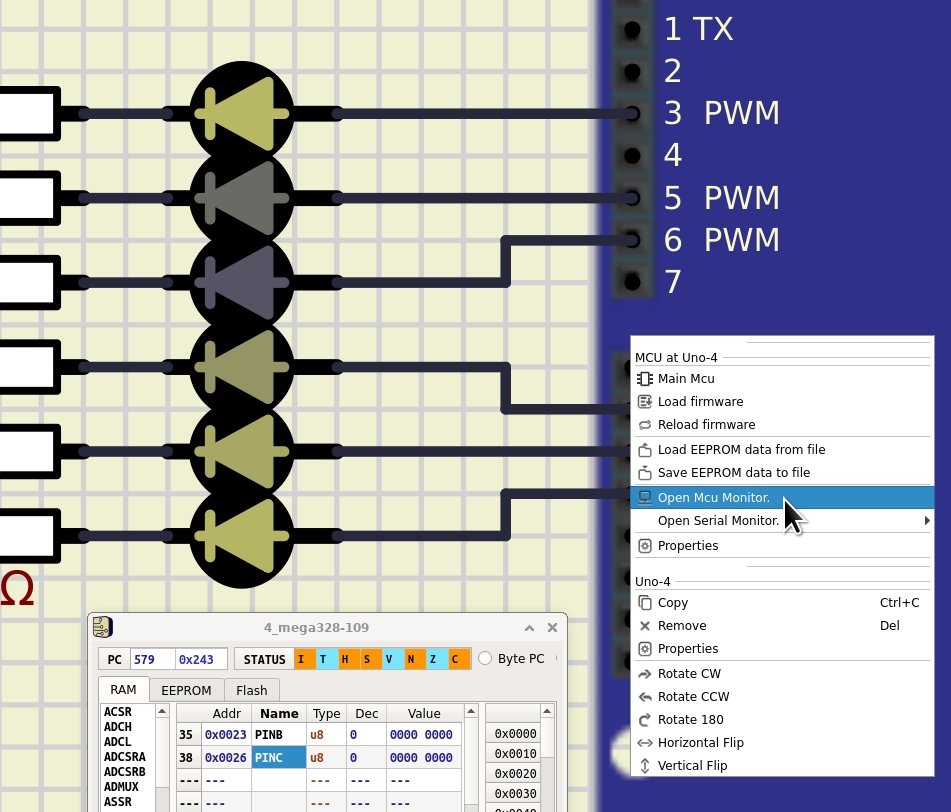 1 TX
2
3 PWM
4
5 PWM
6 PWM
7
MCU at Uno-4
Main Mcu
Load firmware
Reload firmware
Load EEPROM data from file
Save EEPROM data to file
Open Mcu Monitor.
Open Serial Monitor.
Properties
Uno-4
Copy Ctrl+C
Remove Del
Properties
Rotate CW
Rotate CCW
Rotate 180
Horizontal Flip
Vertical Flip
Ω
4_mega328-109
PC 579 0x243 STATUS I T H S V N Z C Byte PC
RAM EEPROM Flash
ACSR
ADCH
ADCL
ADCSRA
ADCSRB
ADMUX
ASSR
Addr Name Type Dec Value
35 0x0023 PINB u8 0 0000 0000
38 0x0026 PINC u8 0 0000 0000
--- --- --- --- ---
--- --- --- --- ---
0x0000
0x0010
0x0020
0x0030